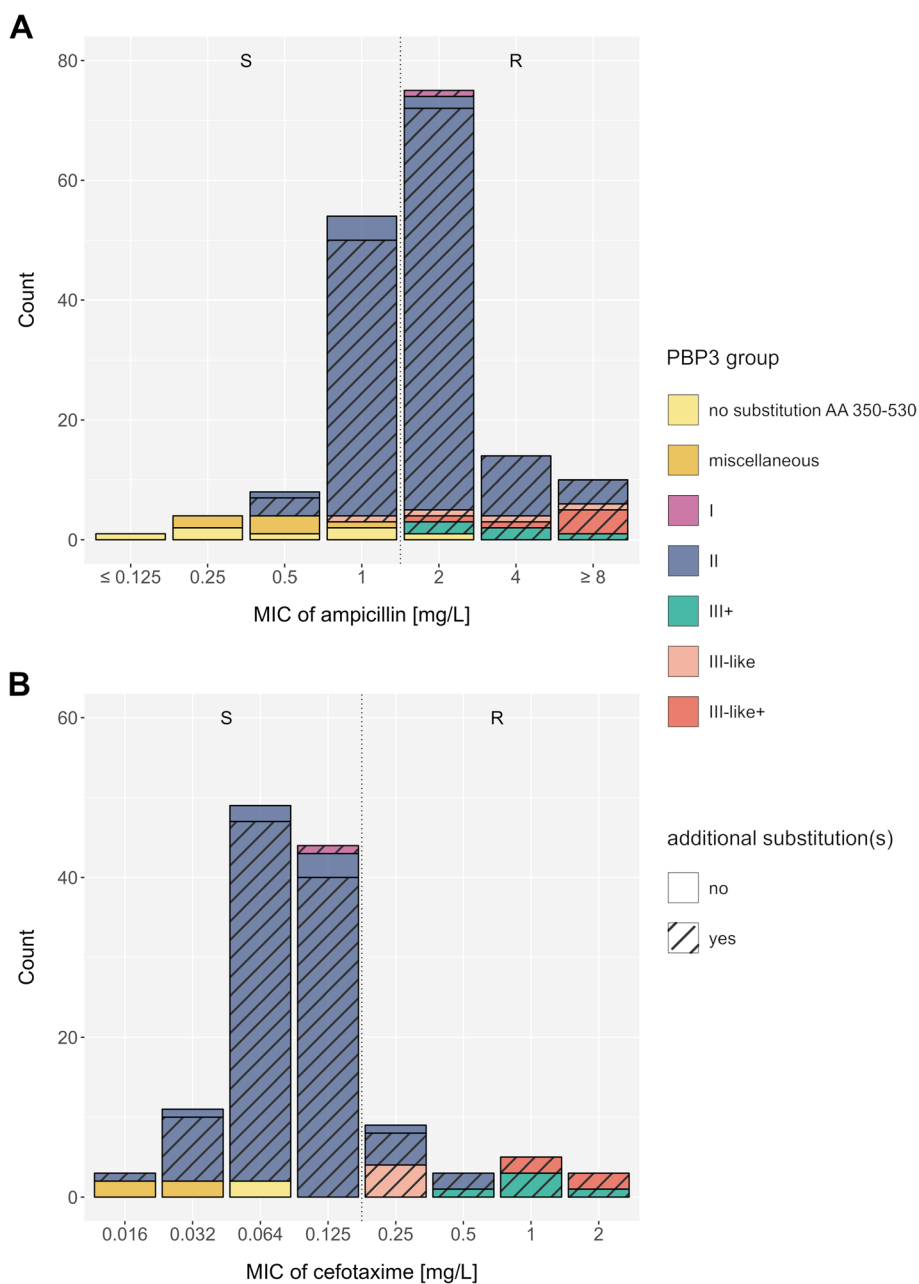 A
S
R
80
60
40
20
0
Count
≤ 0.125
0.25
0.5
1
2
4
≥ 8
MIC of ampicillin [mg/L]
PBP3 group
no substitution AA 350-530
miscellaneous
I
II
III+
III-like
III-like+
additional substitution(s)
no
yes
B
S
R
60
40
20
0
Count
0.016
0.032
0.064
0.125
0.25
0.5
1
2
MIC of cefotaxime [mg/L]